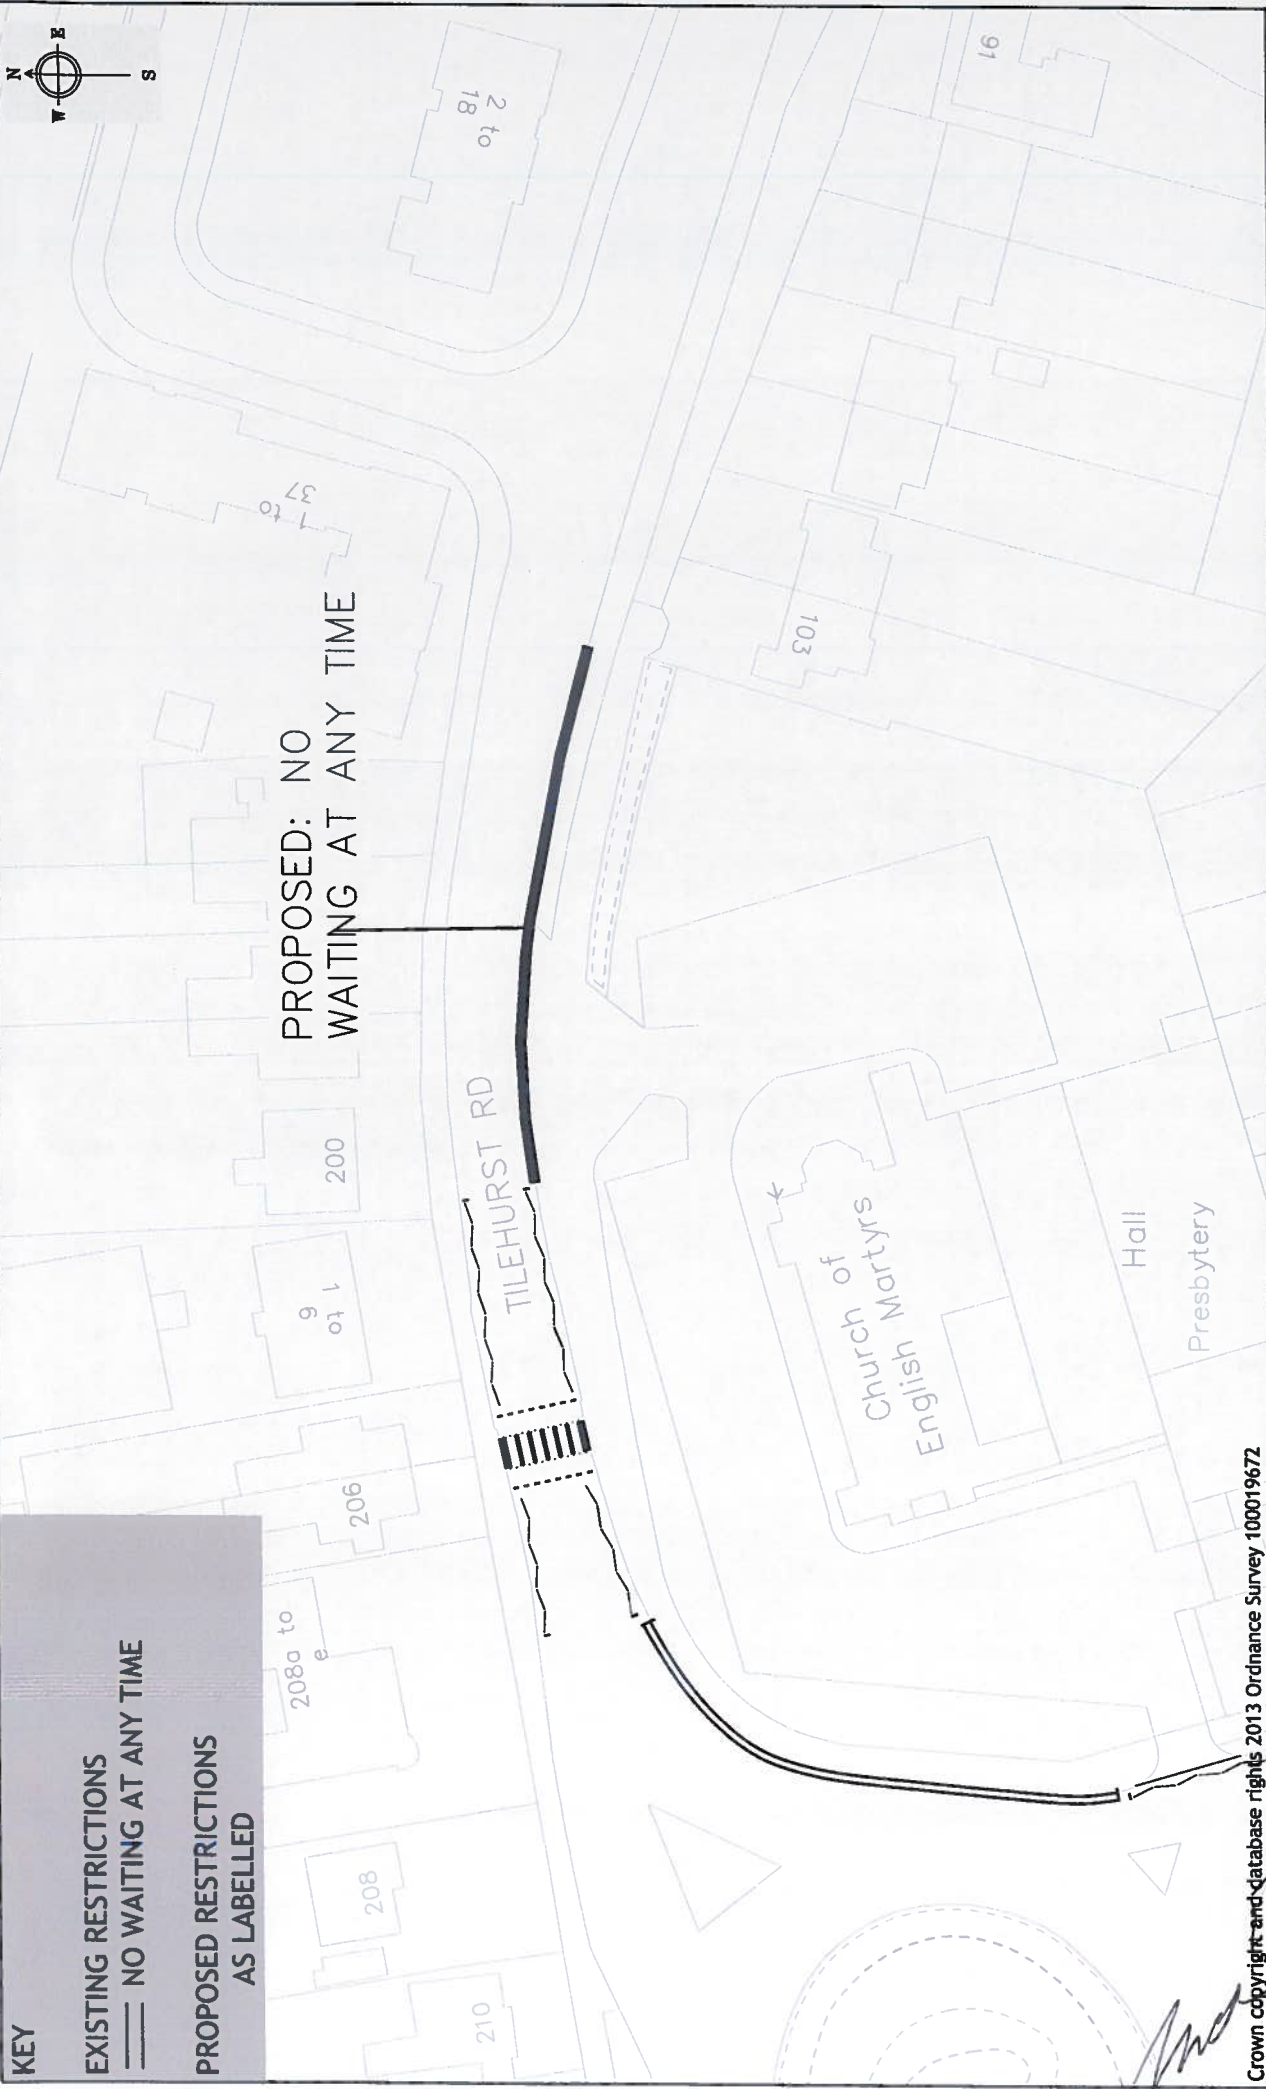 KEY
EXISTING RESTRICTIONS
NO WAITING AT ANY TIME
PROPOSED RESTRICTIONS
AS LABELLED
N
W
E
S
PROPOSED: NO
WAITING AT ANY TIME
TILEHURST RD
210
208
208a to
e
206
1 to
6
200
1 to
37
2 to
18
91
103
Church of
English Martyrs
Hall
Presbytery
Crown copyright and database rights 2013 Ordnance Survey 100019672